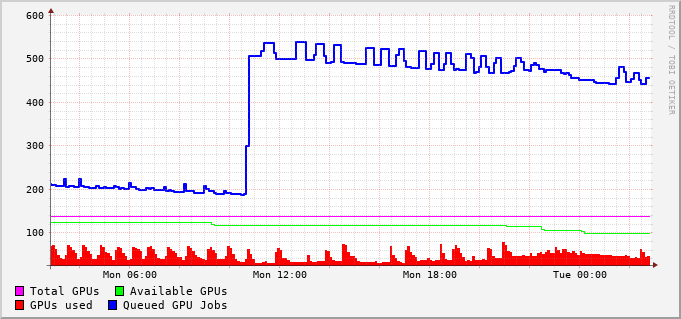 600
500
400
300
200
100
Mon 06:00 Mon 12:00 Mon 18:00 Tue 00:00
Total GPUs Available GPUs
GPUs used Queued GPU Jobs
RRDTOOL / TOBI OETIKER